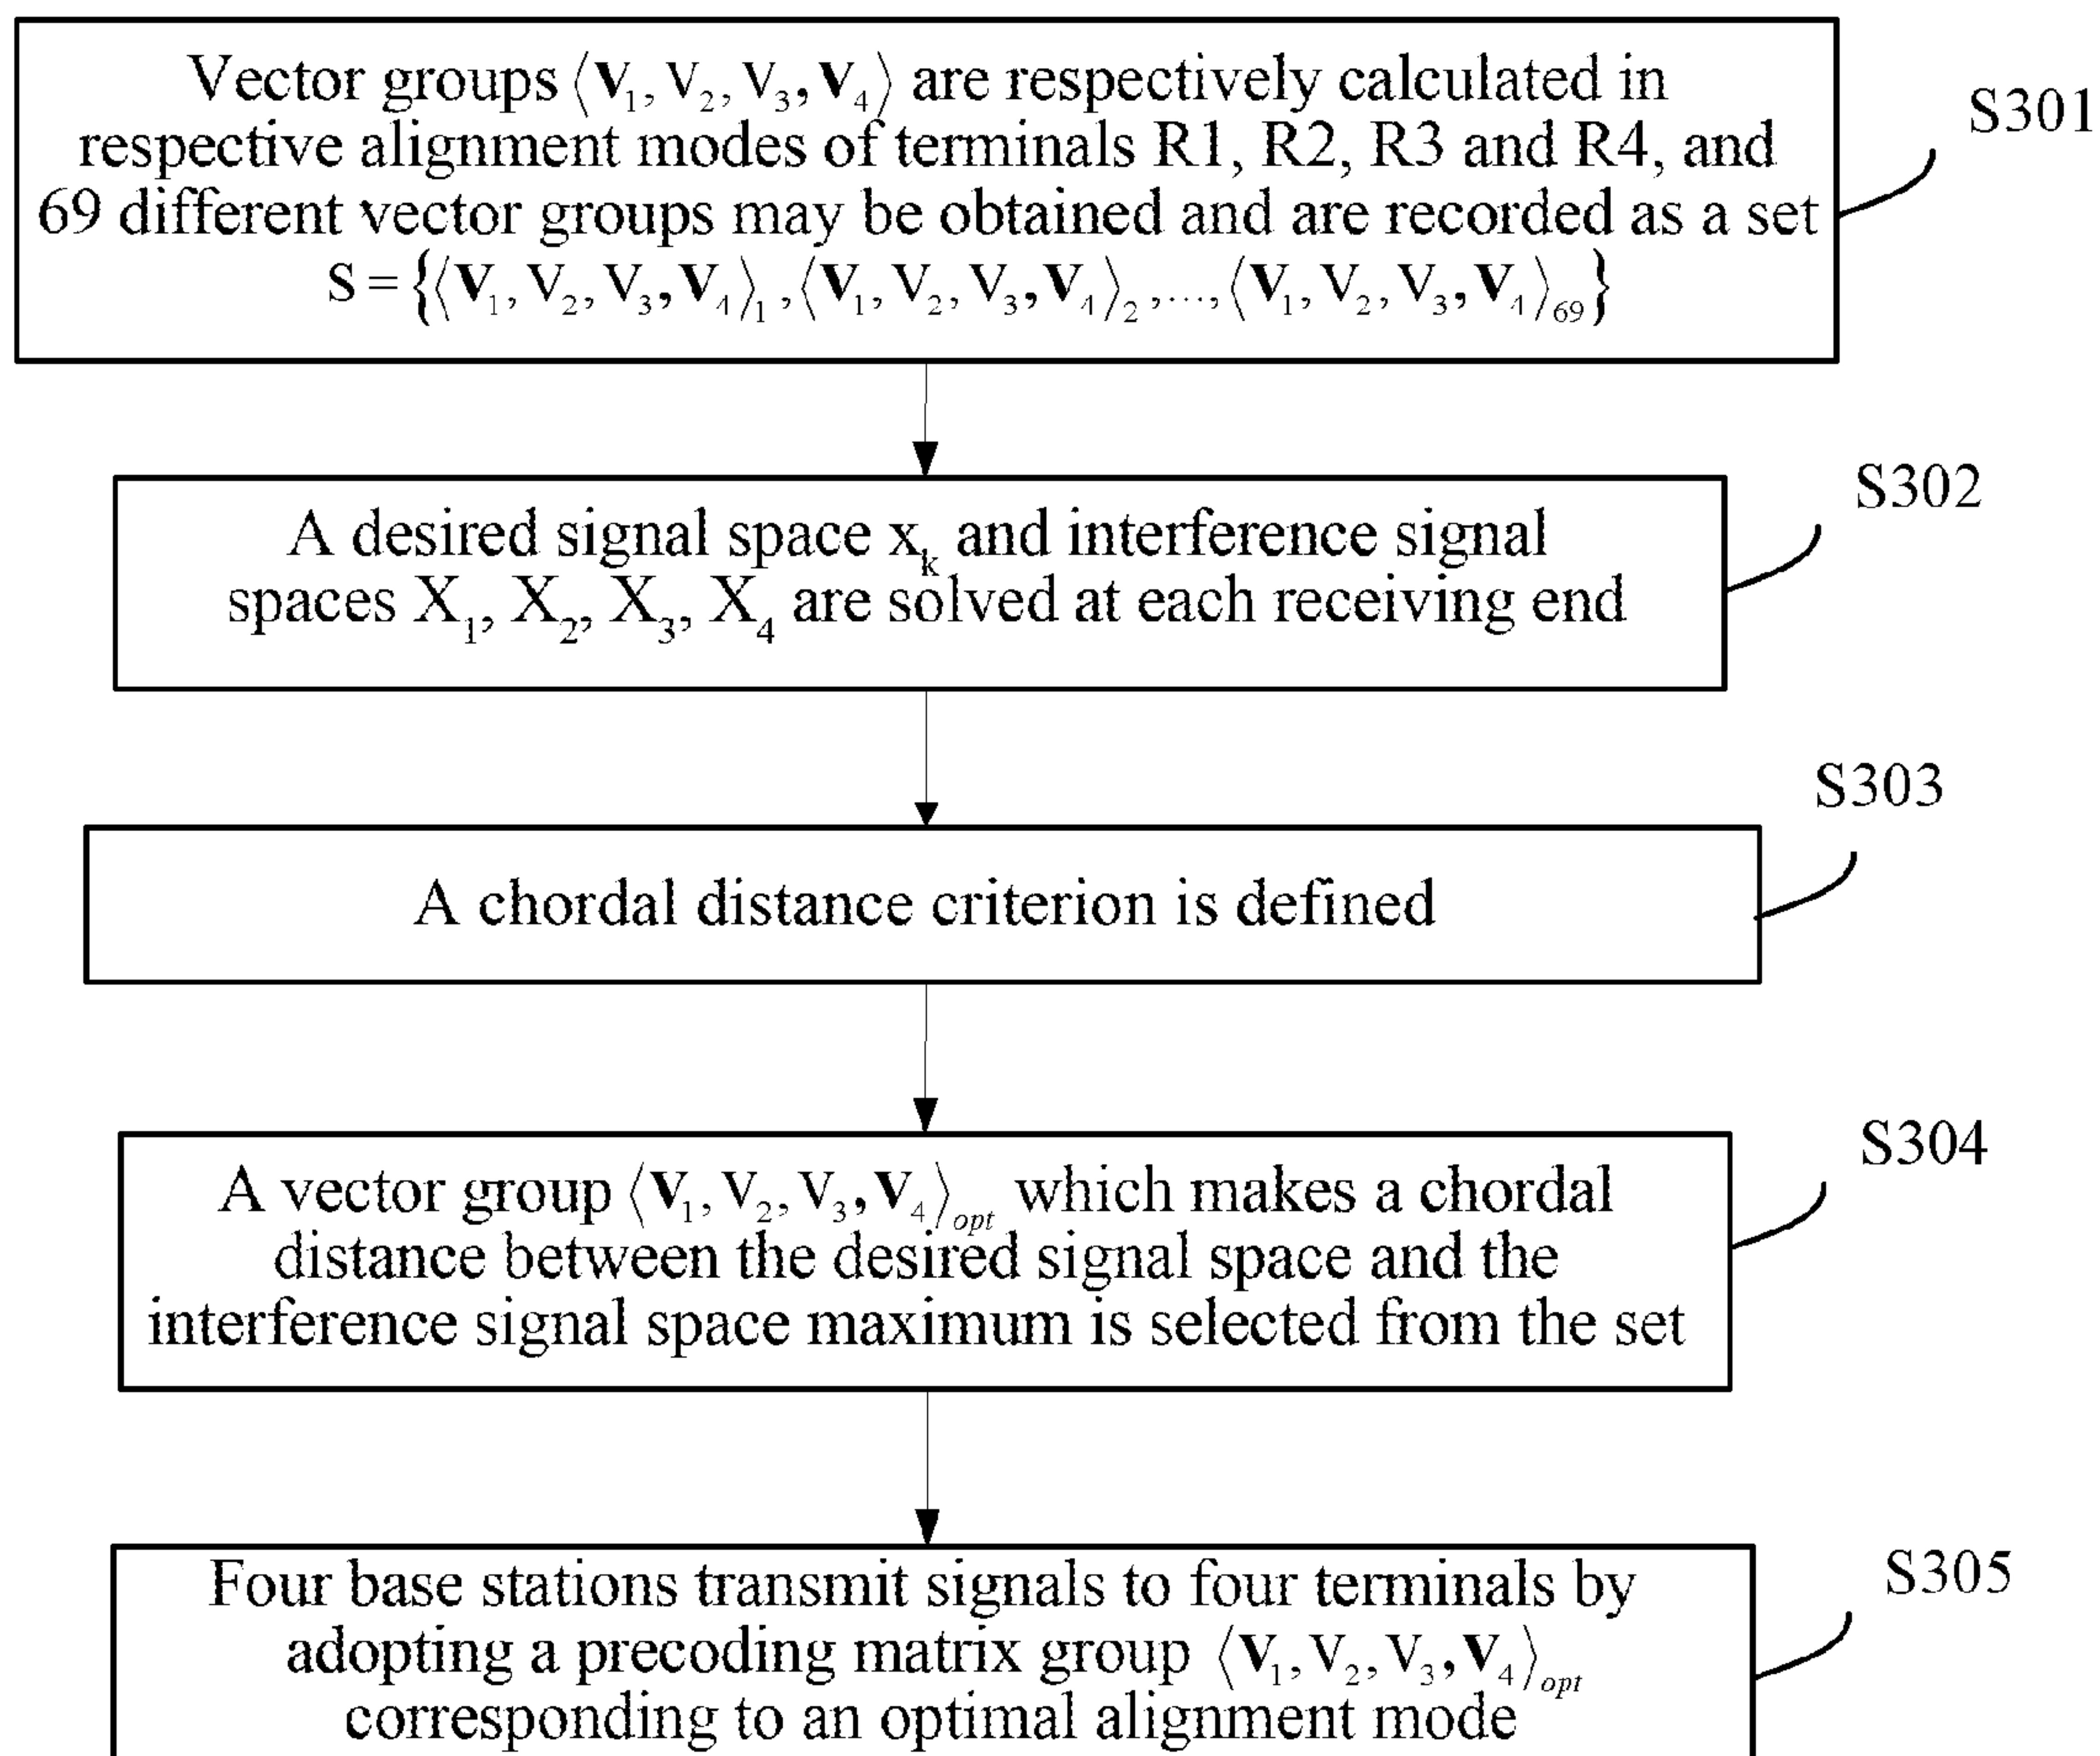 Vector groups ⟨V₁, V₂, V₃, V₄⟩ are respectively calculated in
respective alignment modes of terminals R1, R2, R3 and R4, and
69 different vector groups may be obtained and are recorded as a set
S = {⟨V₁, V₂, V₃, V₄⟩₁, ⟨V₁, V₂, V₃, V₄⟩₂, ..., ⟨V₁, V₂, V₃, V₄⟩₆₉}
S301
A desired signal space xₖ and interference signal
spaces X₁, X₂, X₃, X₄ are solved at each receiving end
S302
A chordal distance criterion is defined
S303
A vector group ⟨V₁, V₂, V₃, V₄⟩opt which makes a chordal
distance between the desired signal space and the
interference signal space maximum is selected from the set
S304
Four base stations transmit signals to four terminals by
adopting a precoding matrix group ⟨V₁, V₂, V₃, V₄⟩opt
corresponding to an optimal alignment mode
S305